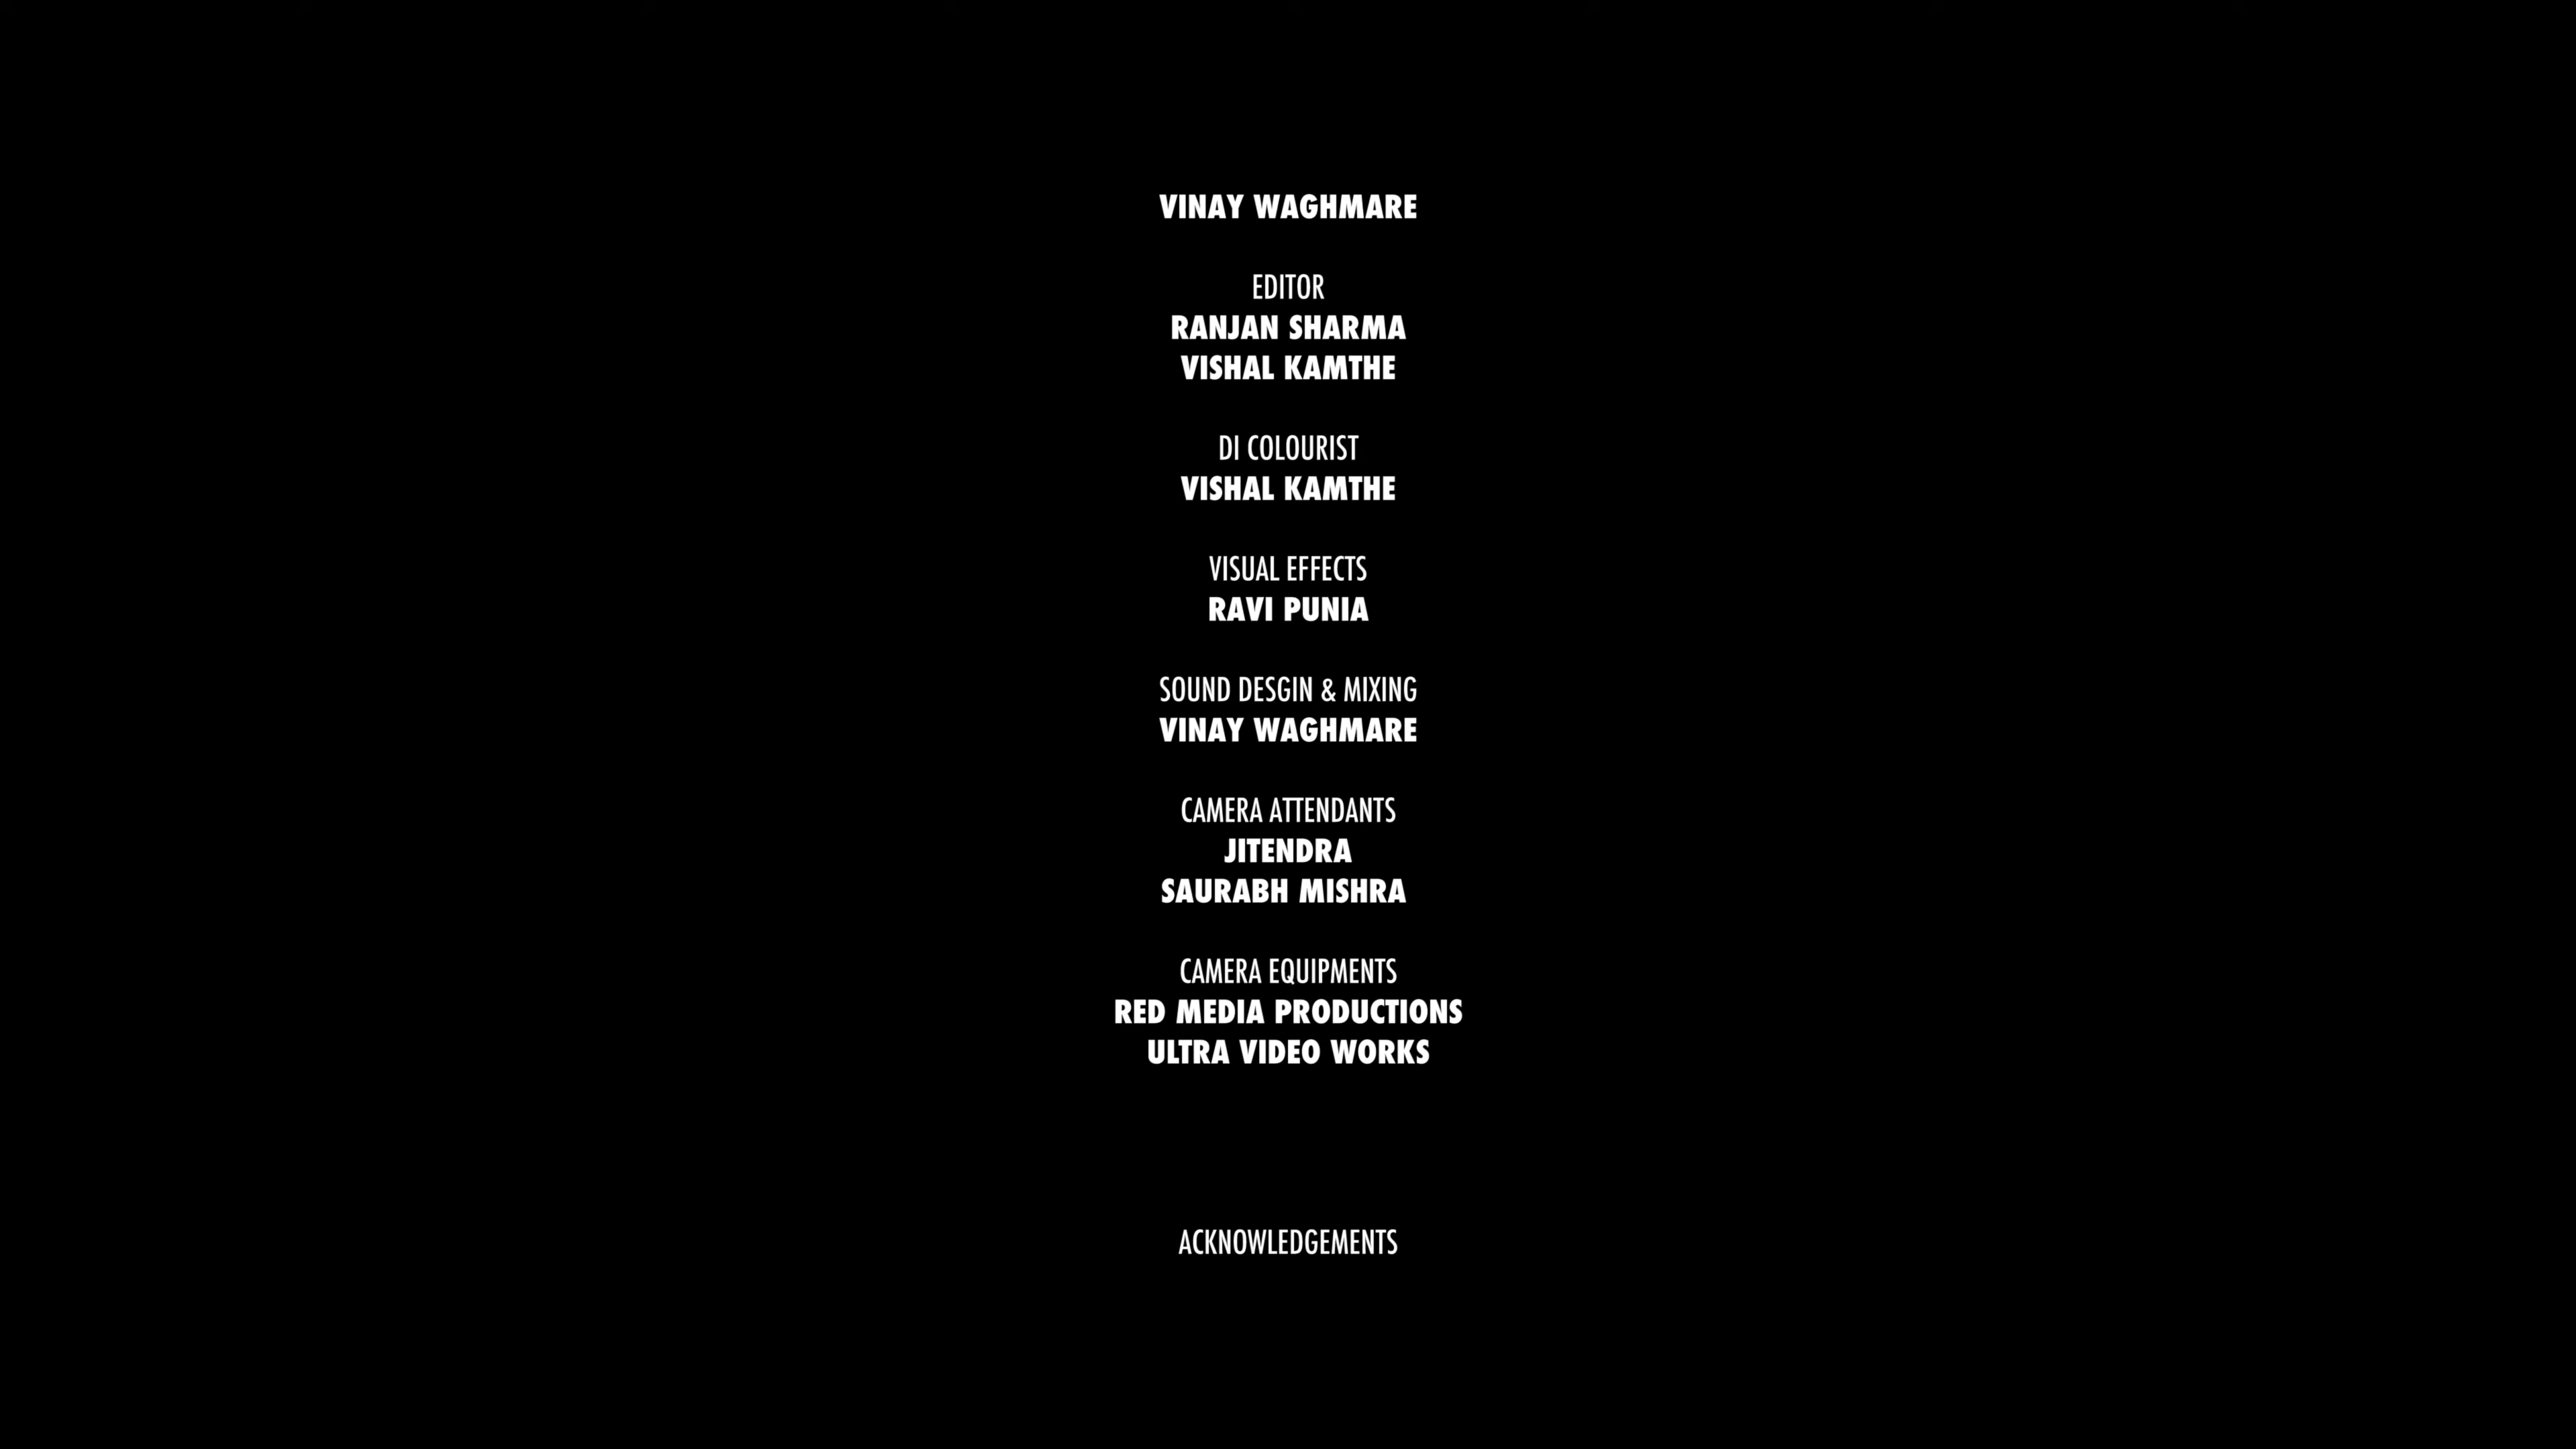 VINAY WAGHMARE
EDITOR
RANJAN SHARMA
VISHAL KAMTHE
DI COLOURIST
VISHAL KAMTHE
VISUAL EFFECTS
RAVI PUNIA
SOUND DESGIN & MIXING
VINAY WAGHMARE
CAMERA ATTENDANTS
JITENDRA
SAURABH MISHRA
CAMERA EQUIPMENTS
RED MEDIA PRODUCTIONS
ULTRA VIDEO WORKS
ACKNOWLEDGEMENTS